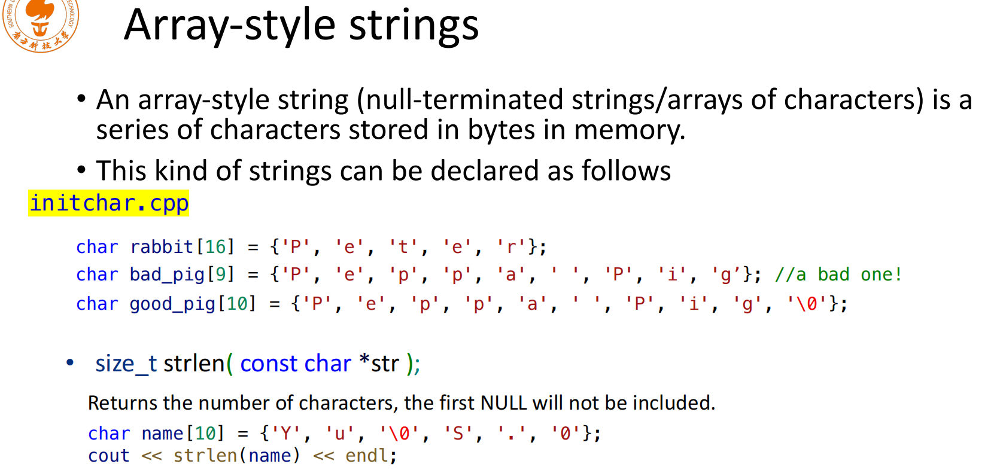 SOUTHERN U
TECHNOLOGY
南方科技大学
Array-style strings
• An array-style string (null-terminated strings/arrays of characters) is a
series of characters stored in bytes in memory.
• This kind of strings can be declared as follows
initchar.cpp
char rabbit[16] = {'P', 'e', 't', 'e', 'r'};
char bad_pig[9] = {'P', 'e', 'p', 'p', 'a', ' ', 'P', 'i', 'g’}; //a bad one!
char good_pig[10] = {'P', 'e', 'p', 'p', 'a', ' ', 'P', 'i', 'g', '\0'};
• size_t strlen( const char *str );
Returns the number of characters, the first NULL will not be included.
char name[10] = {'Y', 'u', '\0', 'S', '.', '0'};
cout << strlen(name) << endl;